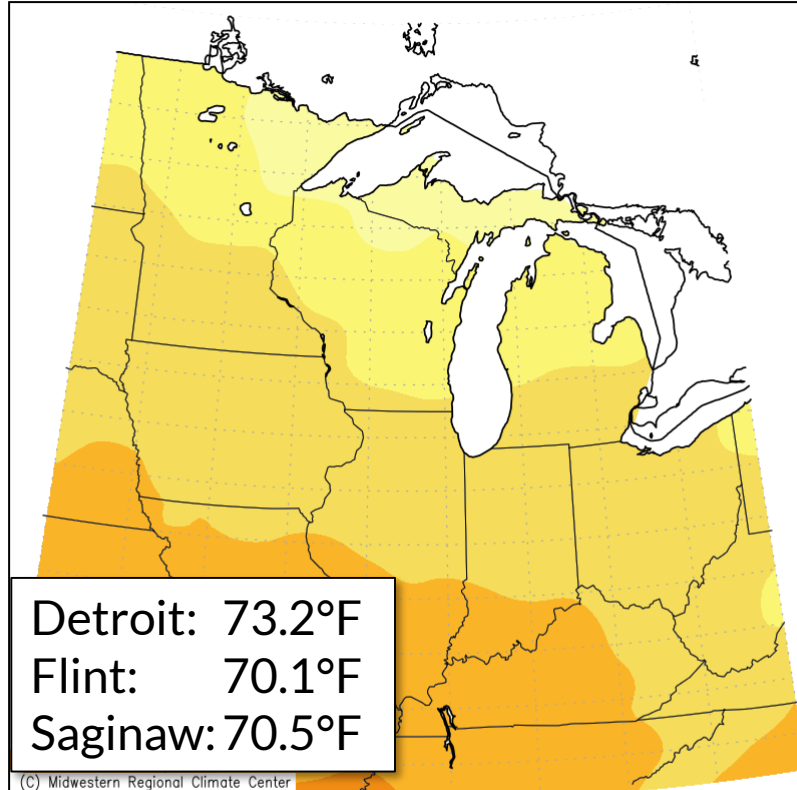 Detroit: 73.2°F
Flint: 70.1°F
Saginaw: 70.5°F
(C) Midwestern Regional Climate Center